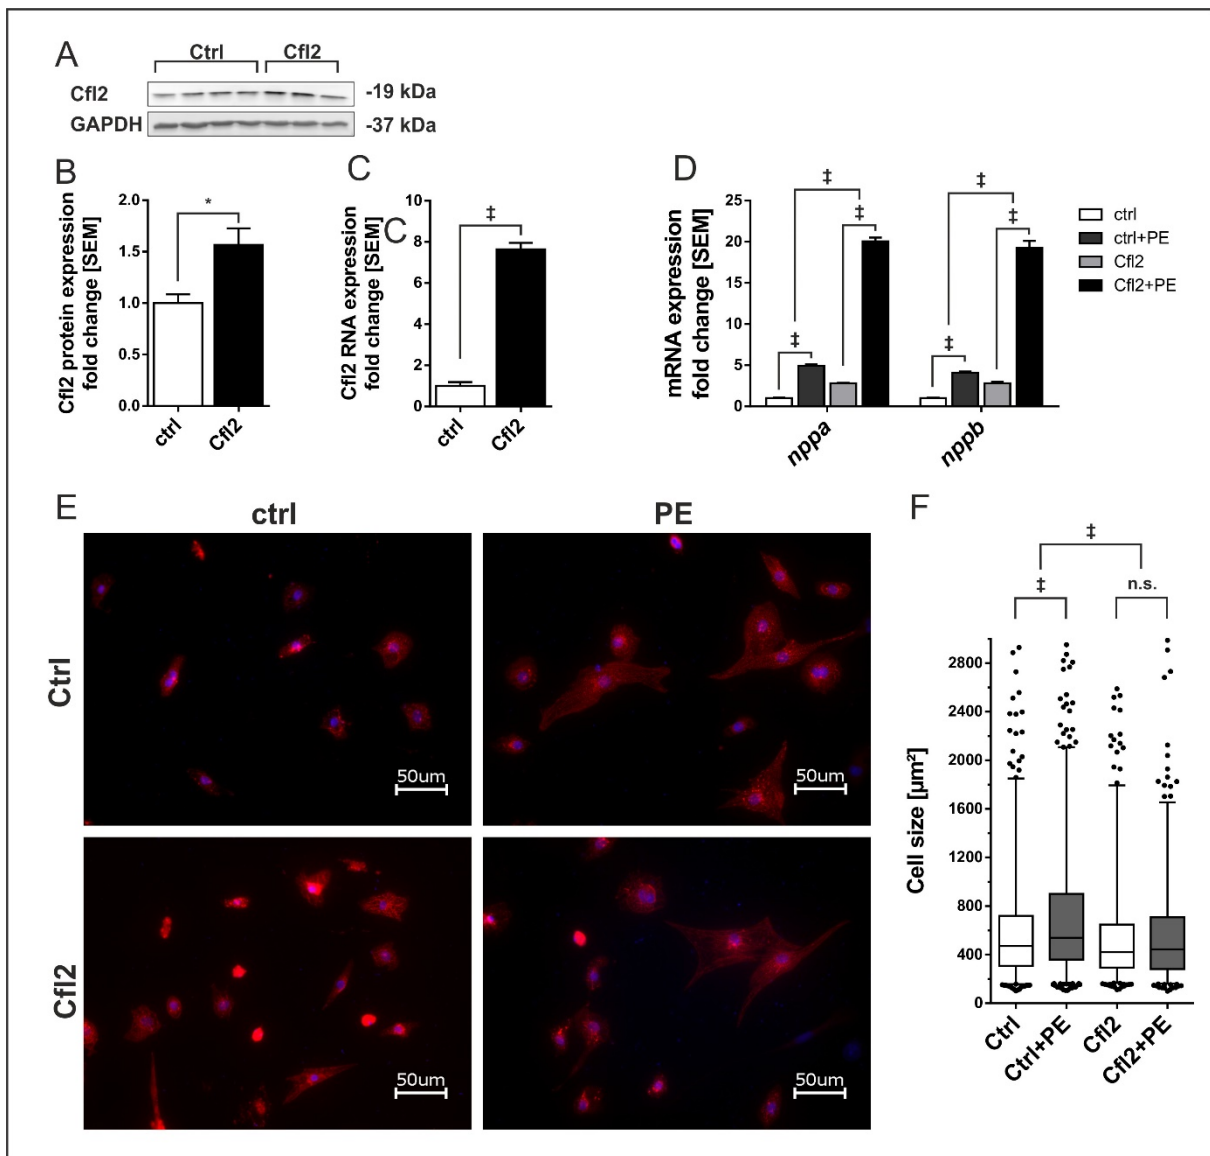 A
Ctrl
Cfl2
Cfl2
-19 kDa
GAPDH
-37 kDa
B
Cfl2 protein expression
fold change [SEM]
2.0
1.5
1.0
0.5
0.0
*
ctrl
Cfl2
C
C
Cfl2 RNA expression
fold change [SEM]
10
8
6
4
2
0
‡
ctrl
Cfl2
D
mRNA expression
fold change [SEM]
25
20
15
10
5
0
‡
‡
‡
‡
‡
‡
nppa
nppb
ctrl
ctrl+PE
Cfl2
Cfl2+PE
E
ctrl
PE
Ctrl
50um
50um
Cfl2
50um
50um
F
‡
‡
n.s.
Cell size [µm²]
2800
2400
2000
1600
1200
800
400
0
Ctrl
Ctrl+PE
Cfl2
Cfl2+PE